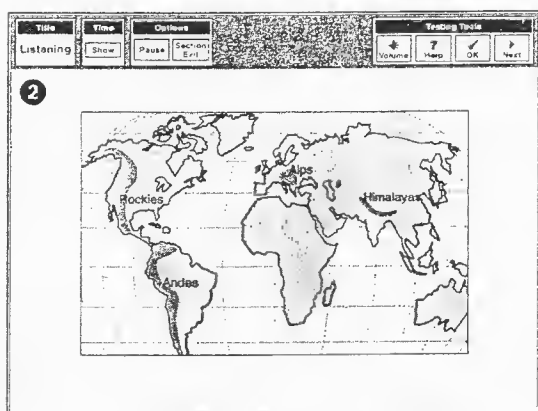 Title
Time
Options
Testing Tools
Listening
Show
Pause
Section
Exit
?
Volume
Help
OK
Next
2
Rockies
Alps
Himalayas
Andes